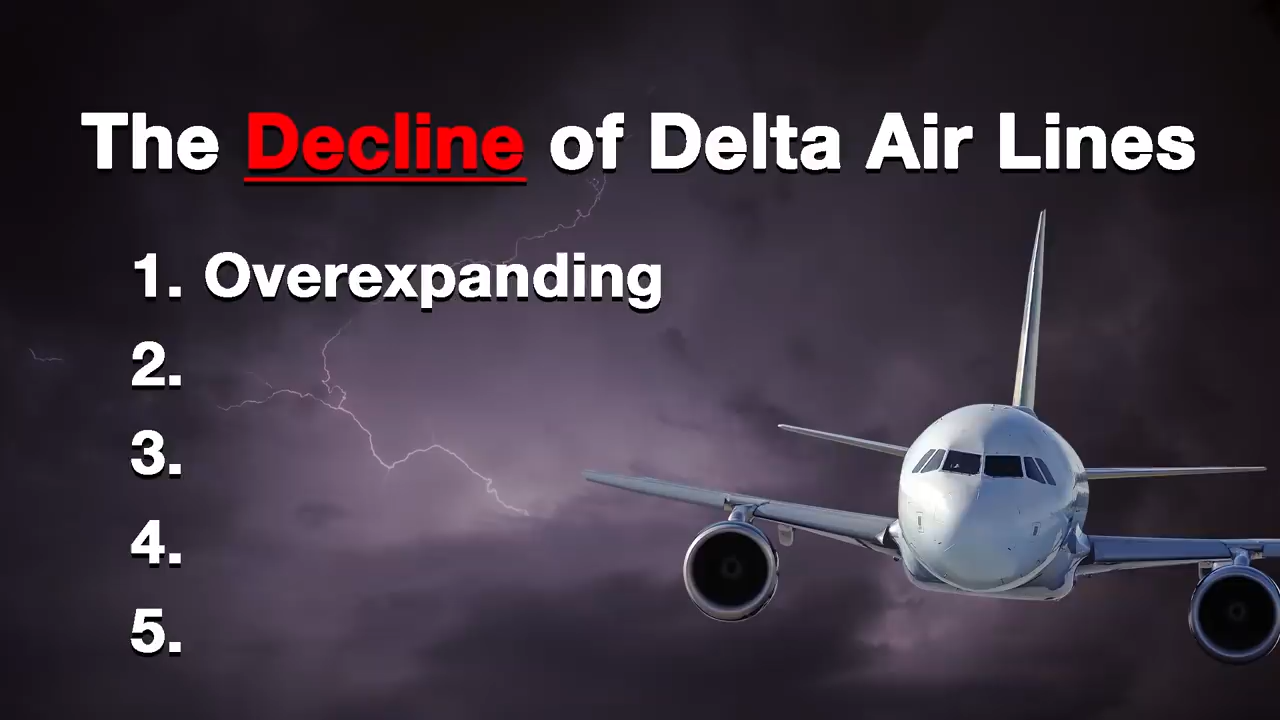 The Decline of Delta Air Lines
1. Overexpanding
2.
3.
4.
5.